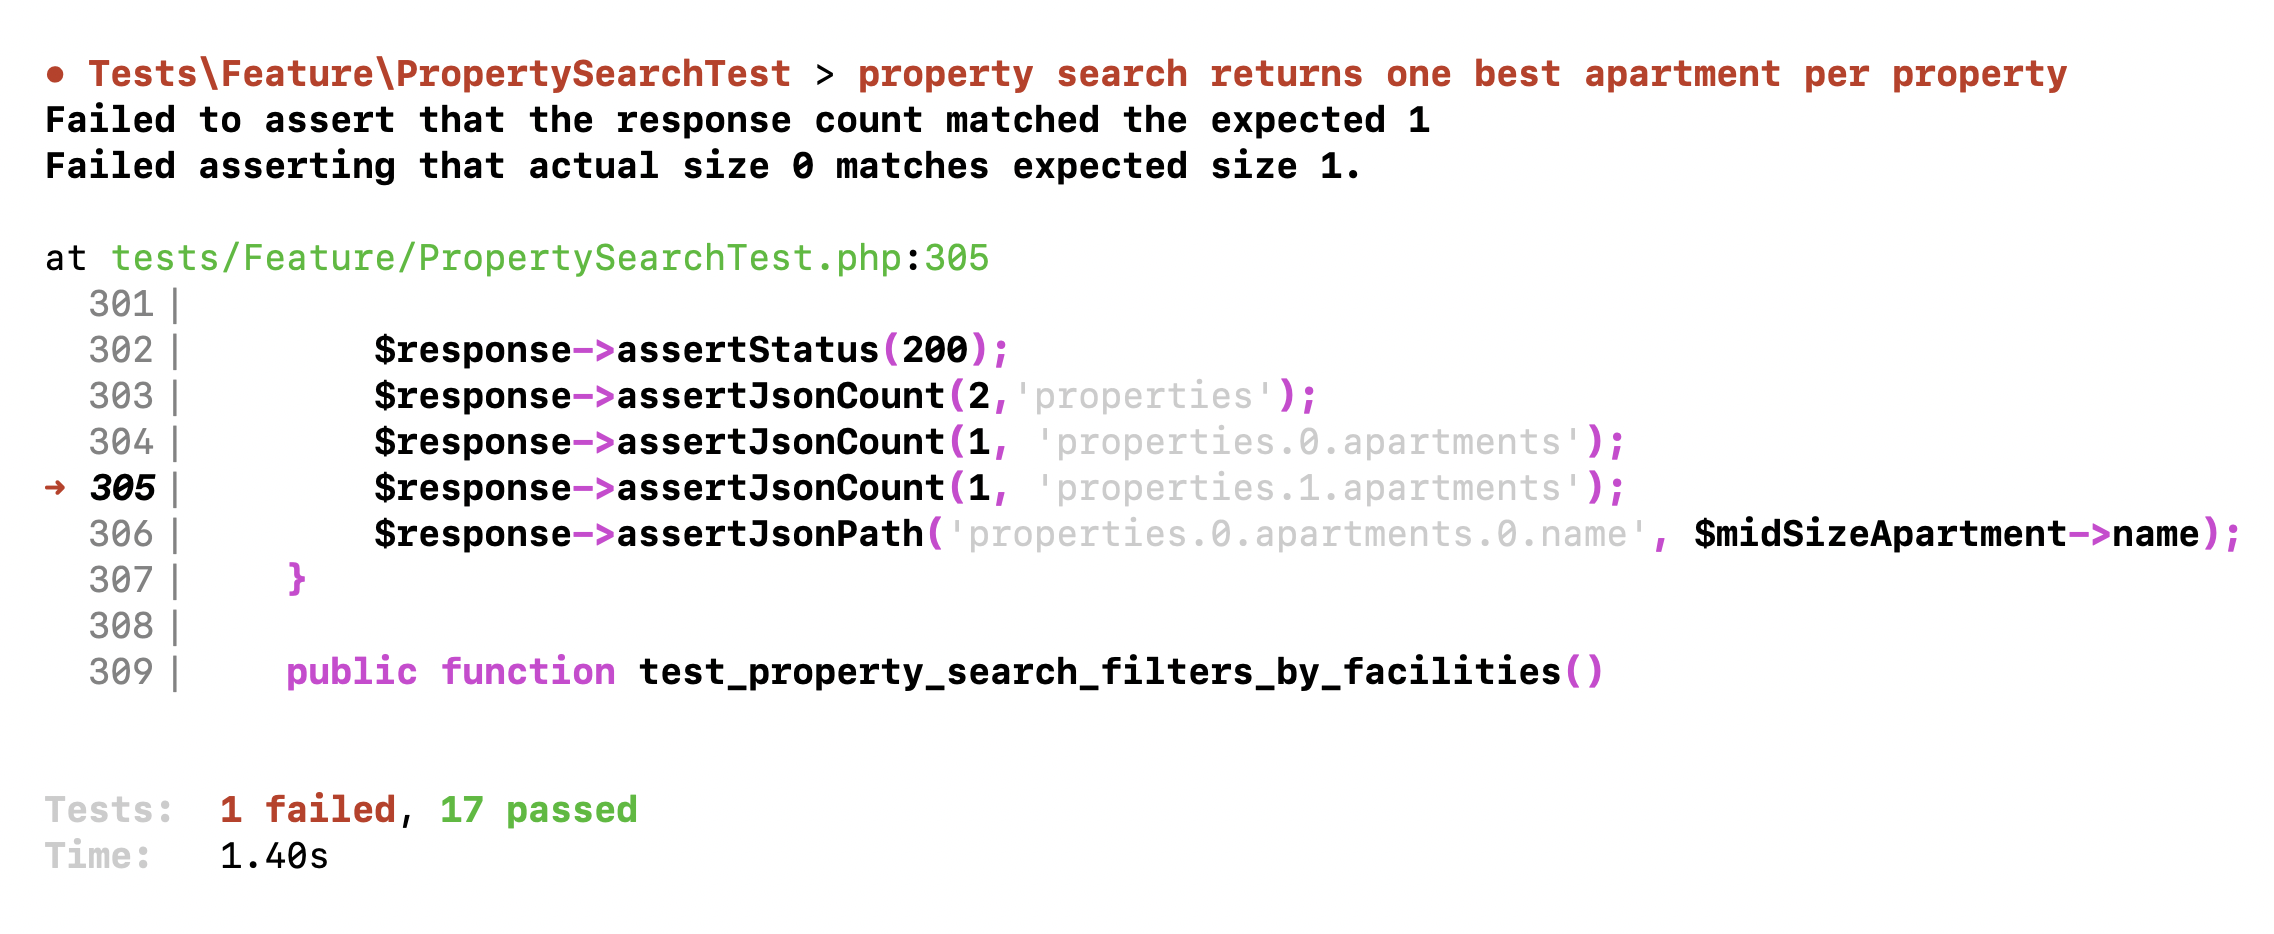 ● Tests\Feature\PropertySearchTest > property search returns one best apartment per property
Failed to assert that the response count matched the expected 1
Failed asserting that actual size 0 matches expected size 1.
at tests/Feature/PropertySearchTest.php:305
301|
302|         $response->assertStatus(200);
303|         $response->assertJsonCount(2,'properties');
304|         $response->assertJsonCount(1, 'properties.0.apartments');
➜ 305|         $response->assertJsonCount(1, 'properties.1.apartments');
306|         $response->assertJsonPath('properties.0.apartments.0.name', $midSizeApartment->name);
307|     }
308|
309|     public function test_property_search_filters_by_facilities()
Tests:  1 failed, 17 passed
Time:   1.40s